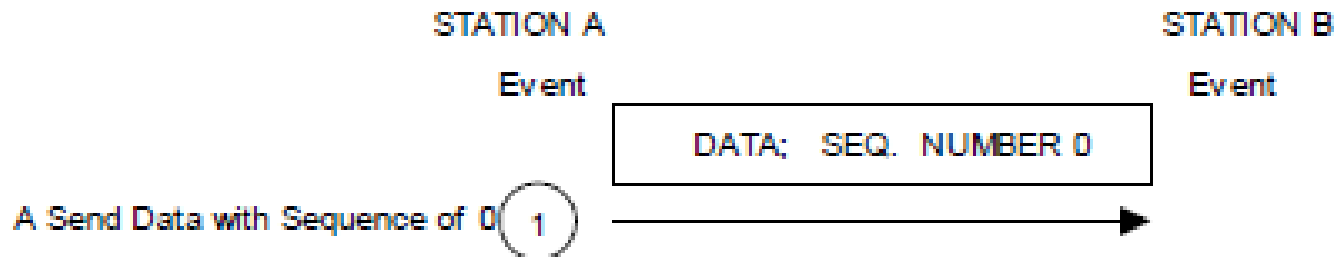 STATION A STATION B
Event Event
DATA; SEQ. NUMBER 0
A Send Data with Sequence of 0 1